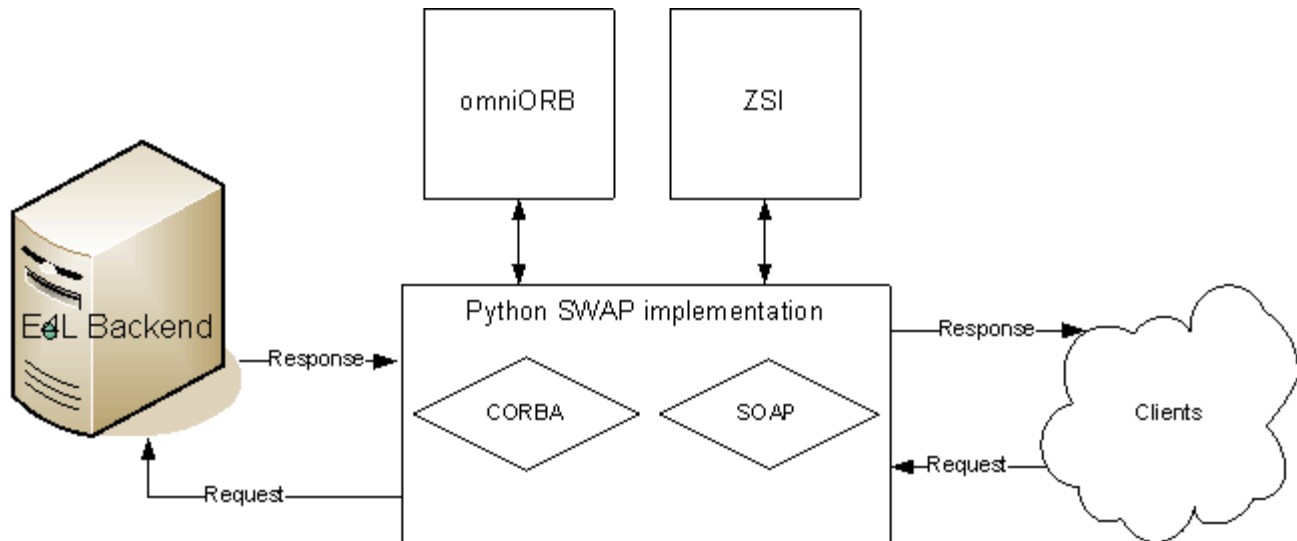 omniORB
ZSI
Python SWAP implementation
E4L Backend
Response
Response
CORBA
SOAP
Clients
Request
Request